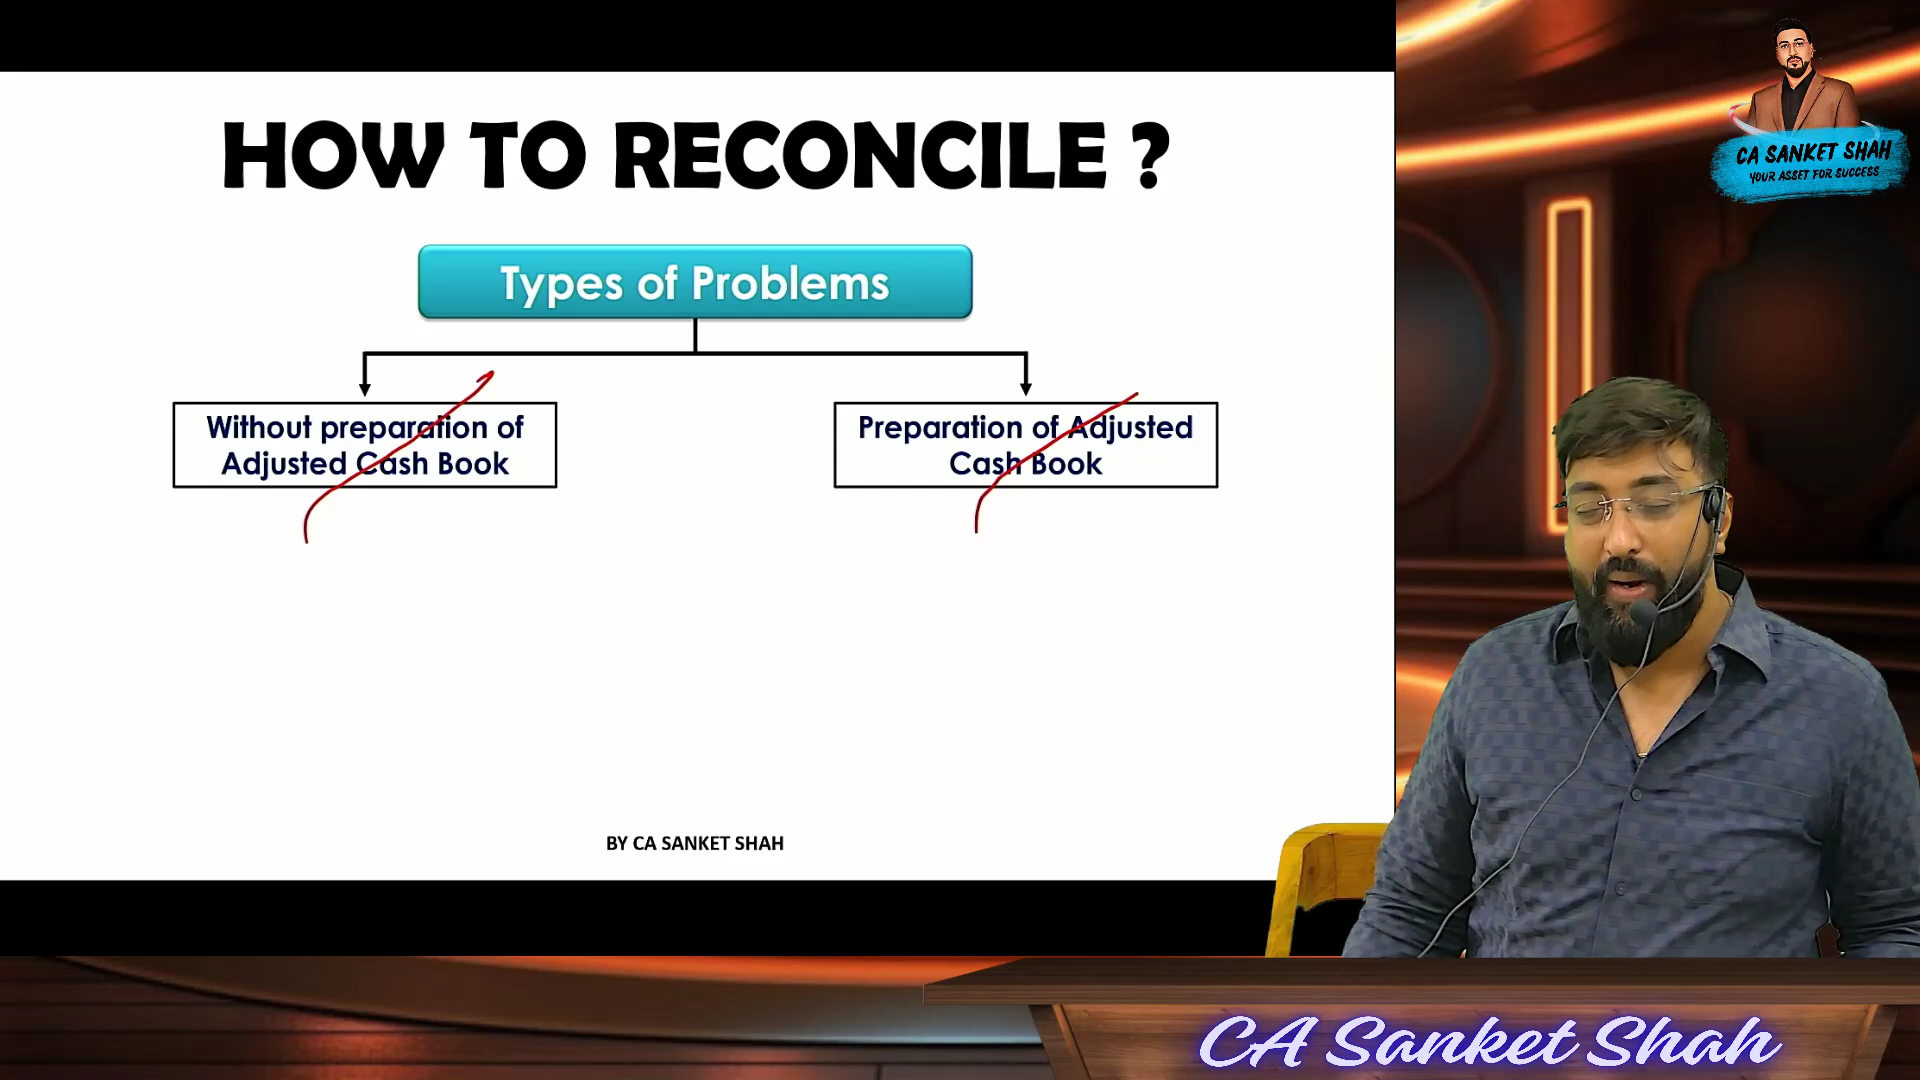 HOW TO RECONCILE ?
Types of Problems
Without preparation of
Adjusted Cash Book
Preparation of Adjusted
Cash Book
BY CA SANKET SHAH
CA SANKET SHAH
YOUR ASSET FOR SUCCESS
CA Sanket Shah